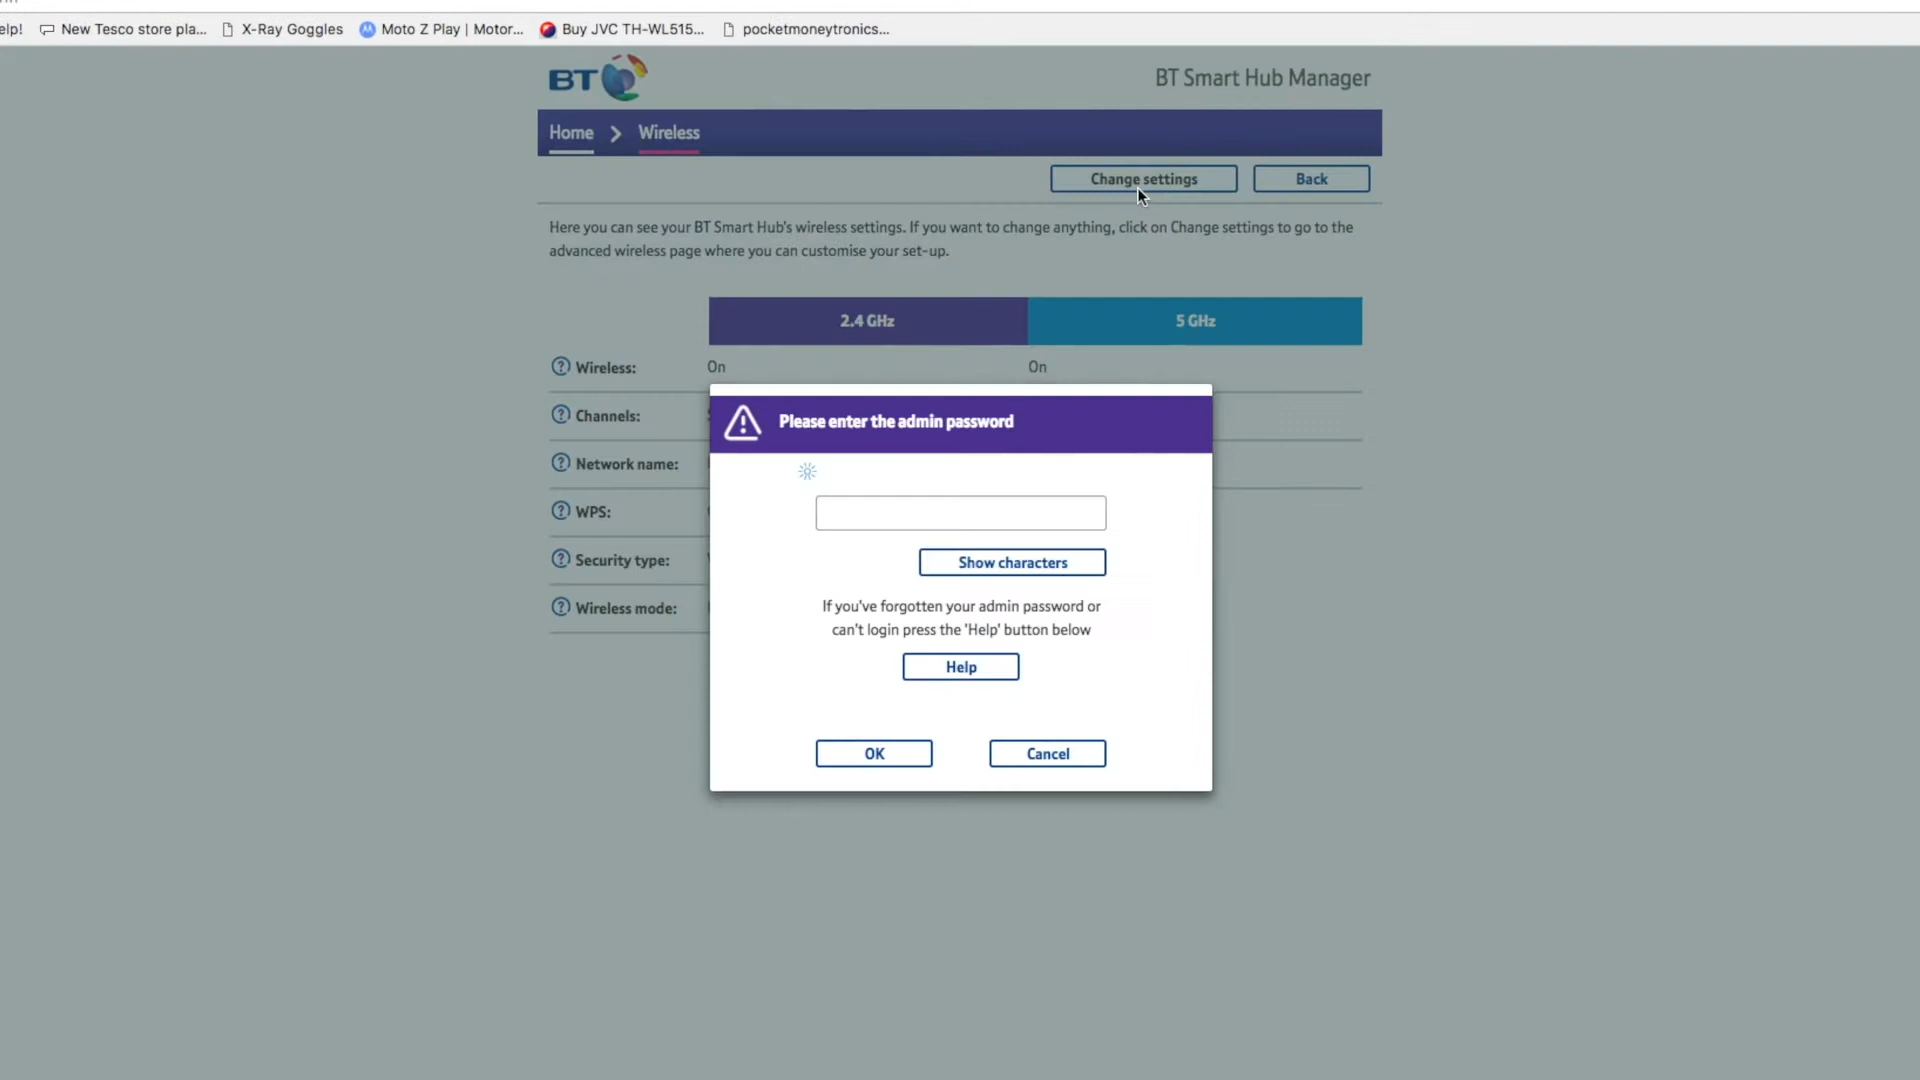 elp! New Tesco store pla... X-Ray Goggles Moto Z Play | Motor... Buy JVC TH-WL515... pocketmoneytronics...
BT BT Smart Hub Manager
Home Wireless
Change settings Back
Here you can see your BT Smart Hub's wireless settings. If you want to change anything, click on Change settings to go to the
advanced wireless page where you can customise your set-up.
2.4 GHz 5 GHz
? Wireless: On On
? Channels:
? Network name:
? WPS:
? Security type:
? Wireless mode:
Please enter the admin password
Show characters
If you've forgotten your admin password or
can't login press the 'Help' button below
Help
OK Cancel